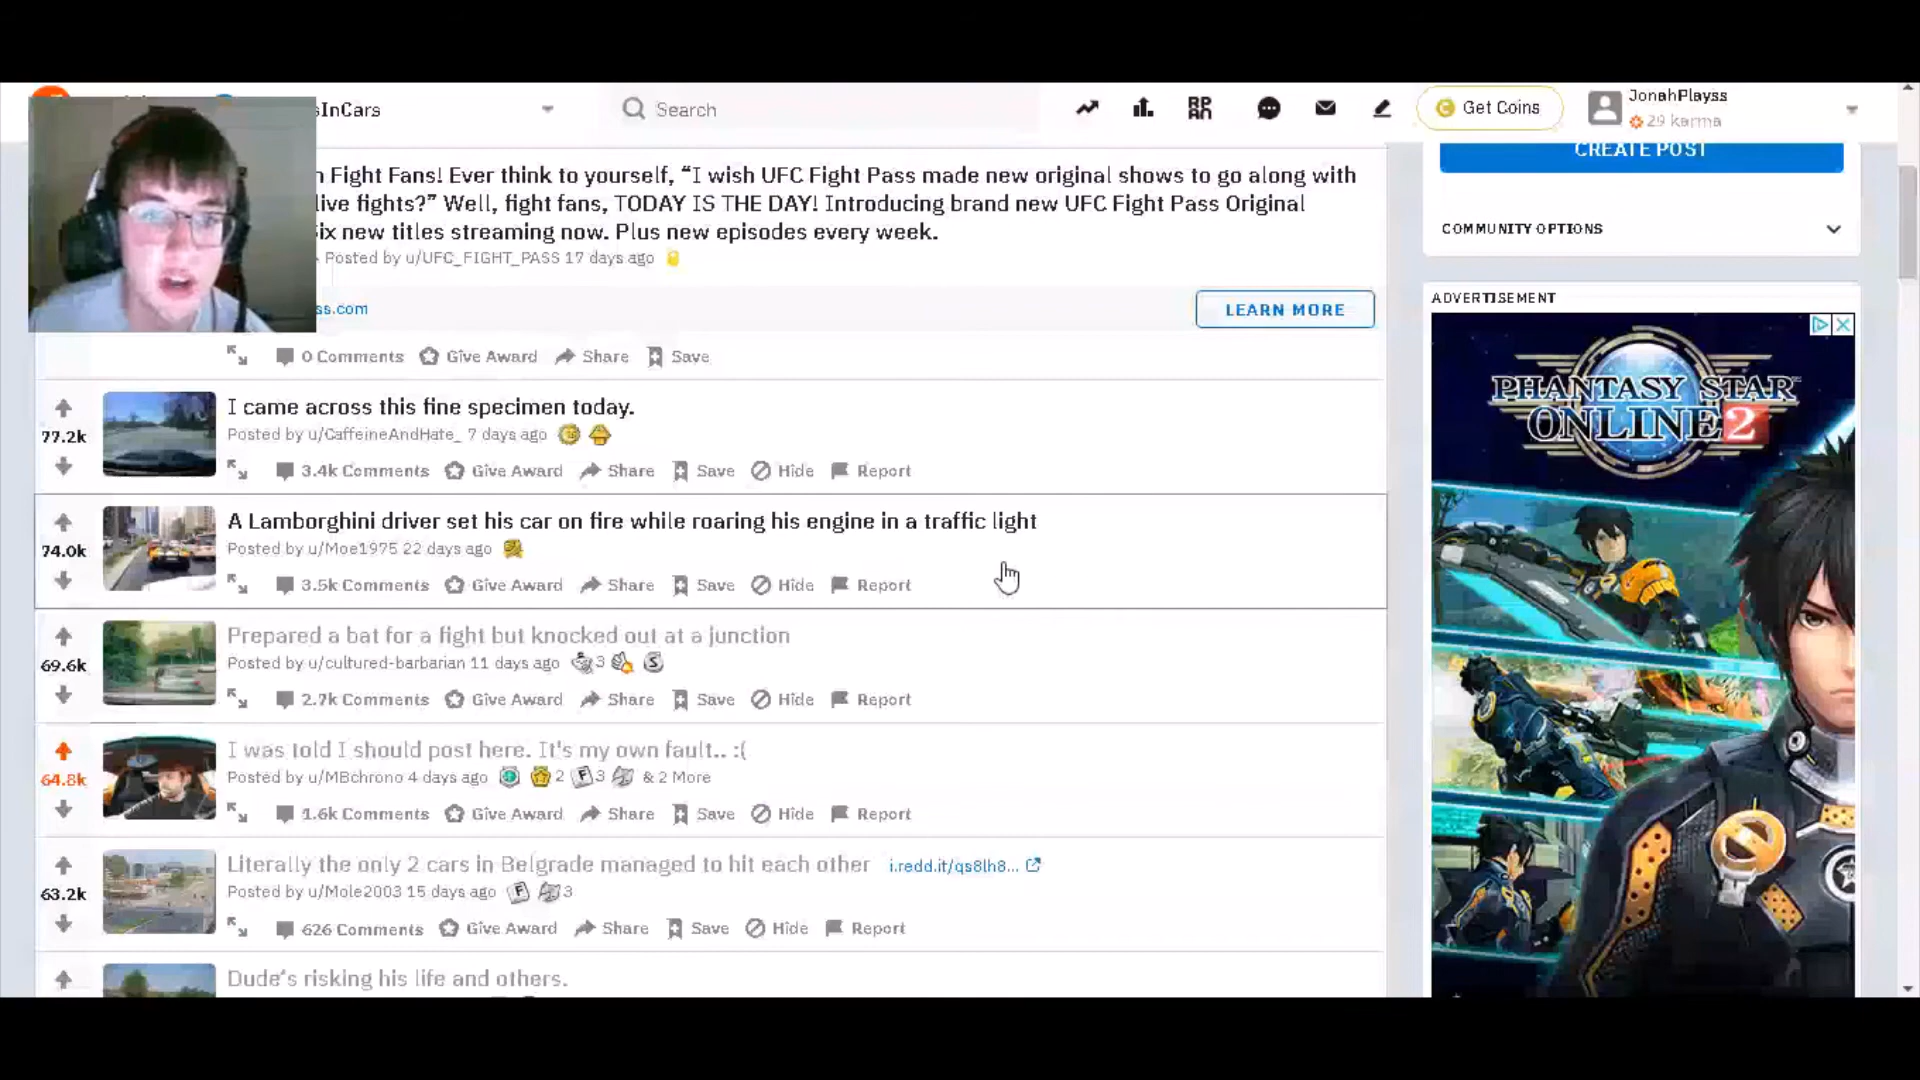 sInCars
Search
Get Coins
JonahPlayss
29 karma
CREATE POST
Fight Fans! Ever think to yourself, “I wish UFC Fight Pass made new original shows to go along with
live fights?” Well, fight fans, TODAY IS THE DAY! Introducing brand new UFC Fight Pass Original
ix new titles streaming now. Plus new episodes every week.
Posted by u/UFC_FIGHT_PASS 17 days ago
ss.com
LEARN MORE
0 Comments Give Award Share Save
COMMUNITY OPTIONS
ADVERTISEMENT
PHANTASY STAR
ONLINE 2
I came across this fine specimen today.
77.2k
Posted by u/CaffeineAndHate_ 7 days ago
3.4k Comments Give Award Share Save Hide Report
A Lamborghini driver set his car on fire while roaring his engine in a traffic light
74.0k
Posted by u/Moe1975 22 days ago
3.5k Comments Give Award Share Save Hide Report
Prepared a bat for a fight but knocked out at a junction
69.6k
Posted by u/cultured-barbarian 11 days ago 3 S
2.7k Comments Give Award Share Save Hide Report
I was told I should post here. It's my own fault.. :(
64.8k
Posted by u/MBchrono 4 days ago 2 F 3 & 2 More
1.6k Comments Give Award Share Save Hide Report
Literally the only 2 cars in Belgrade managed to hit each other i.redd.it/qs8lh8...
63.2k
Posted by u/Mole2003 15 days ago F 3
626 Comments Give Award Share Save Hide Report
Dude's risking his life and others.